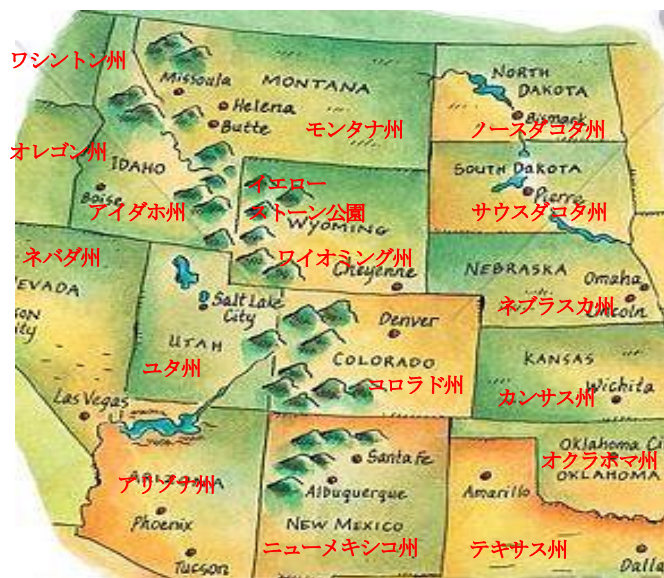 ワシントン州
Missoula
MONTANA
Helena
Butte
モンタナ州
NORTH
DAKOTA
Bismark
ノースダコタ州
オレゴン州
IDAHO
Boise
アイダホ州
イエロー
ストーン公園
WYOMING
ワイオミング州
Cheyenne
SOUTH DAKOTA
Pierre
サウスダコタ州
ネバダ州
NEVADA
Salt Lake
City
UTAH
ユタ州
NEBRASKA
Omaha
ネブラスカ州
Lincoln
Denver
COLORADO
コロラド州
KANSAS
Wichita
カンサス州
Las Vegas
ARIZONA
アリゾナ州
Phoenix
Tucson
Santa Fe
Albuquerque
NEW MEXICO
ニューメキシコ州
Oklahoma Ci
オクラホマ州
OKLAHOMA
Amarillo
テキサス州
Dalla